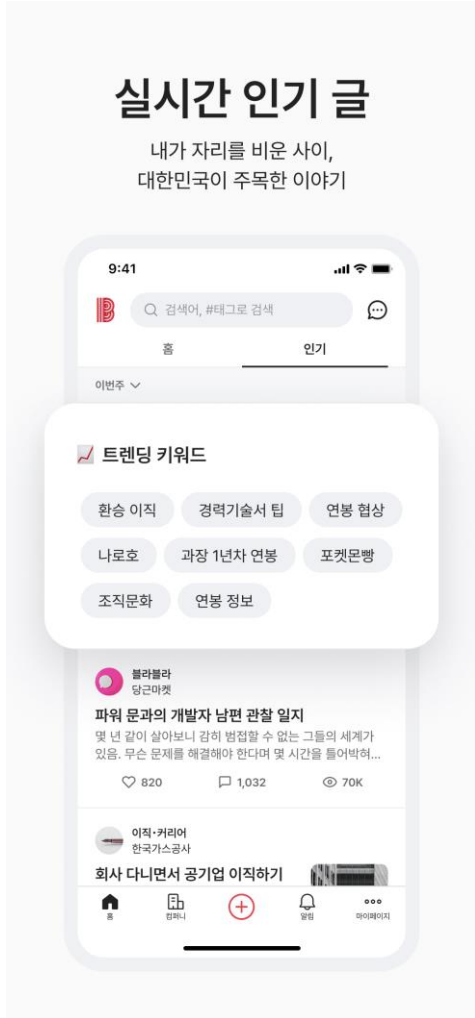 실시간 인기 글
내가 자리를 비운 사이,
대한민국이 주목한 이야기
9:41
검색어, #태그로 검색
홈 인기
이번주
트렌딩 키워드
환승 이직 경력기술서 팁 연봉 협상
나로호 과장 1년차 연봉 포켓몬빵
조직문화 연봉 정보
블라블라
당근마켓
파워 문과의 개발자 남편 관찰 일지
몇 년 같이 살아보니 감히 범접할 수 없는 그들의 세계가
있음. 무슨 문제를 해결해야 한다며 몇 시간을 틀어박혀...
820 1,032 70K
이직·커리어
한국가스공사
회사 다니면서 공기업 이직하기
홈 컴퍼니 알림 마이페이지